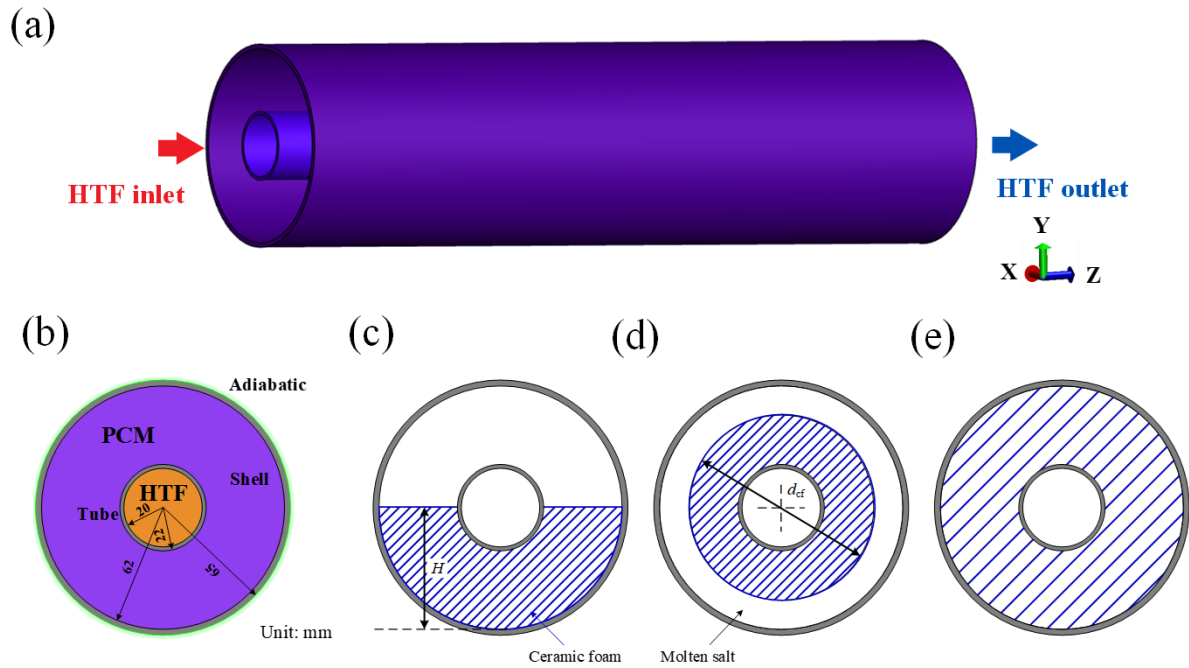 (a)
HTF inlet
HTF outlet
Y
X
Z
(b)
(c)
(d)
(e)
Adiabatic
PCM
Shell
HTF
Tube
20
22
62
65
Unit: mm
H
Ceramic foam
dcf
Molten salt